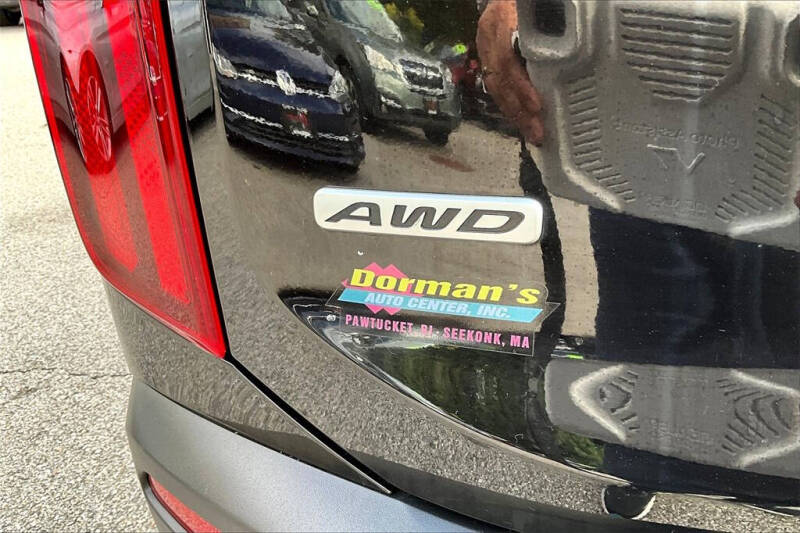 AWD
Dorman's
AUTO CENTER, INC.
PAWTUCKET, RI - SEEKONK, MA